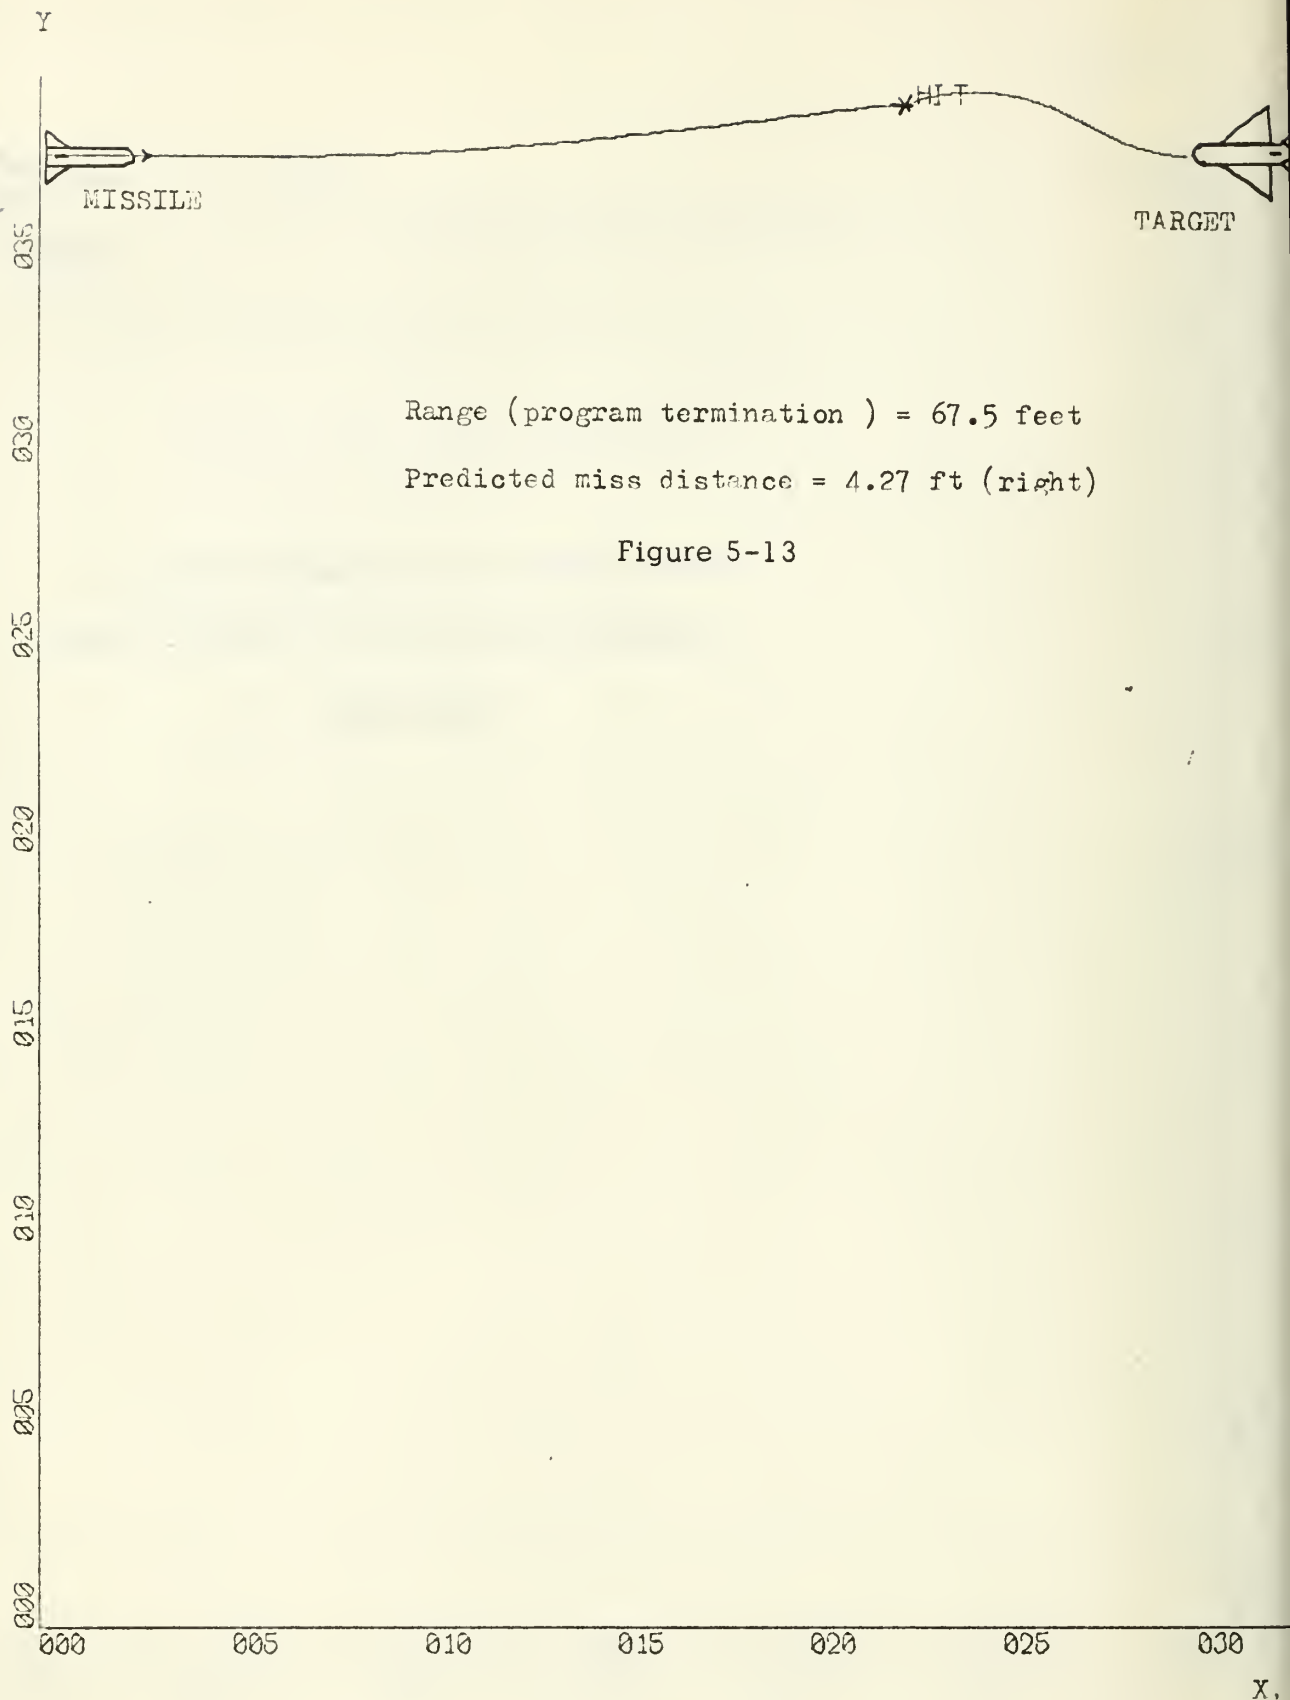 Y
HIT
MISSILE
TARGET
035
Range (program termination ) = 67.5 feet
030
Predicted miss distance = 4.27 ft (right)
Figure 5-13
025
020
015
010
005
000
000 005 010 015 020 025 030
X,